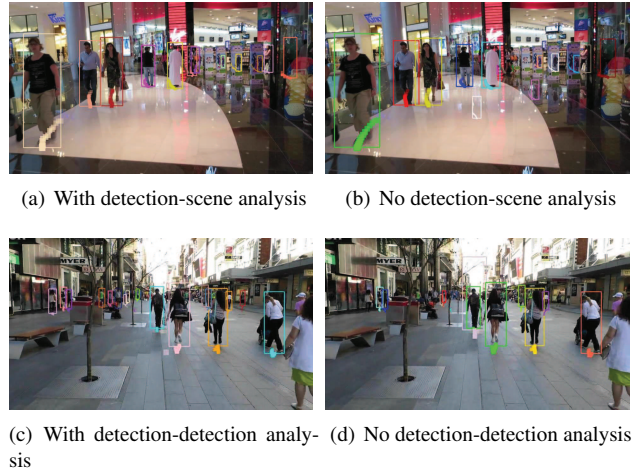 (a) With detection-scene analysis
(b) No detection-scene analysis
MYER
MYER
(c) With detection-detection analy-
sis
(d) No detection-detection analysis